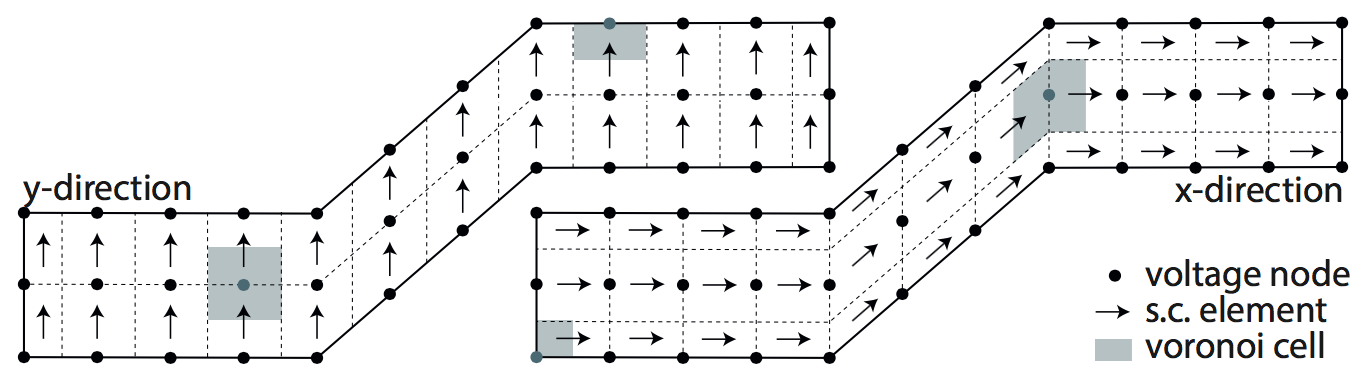 y-direction
x-direction
voltage node
s.c. element
voronoi cell